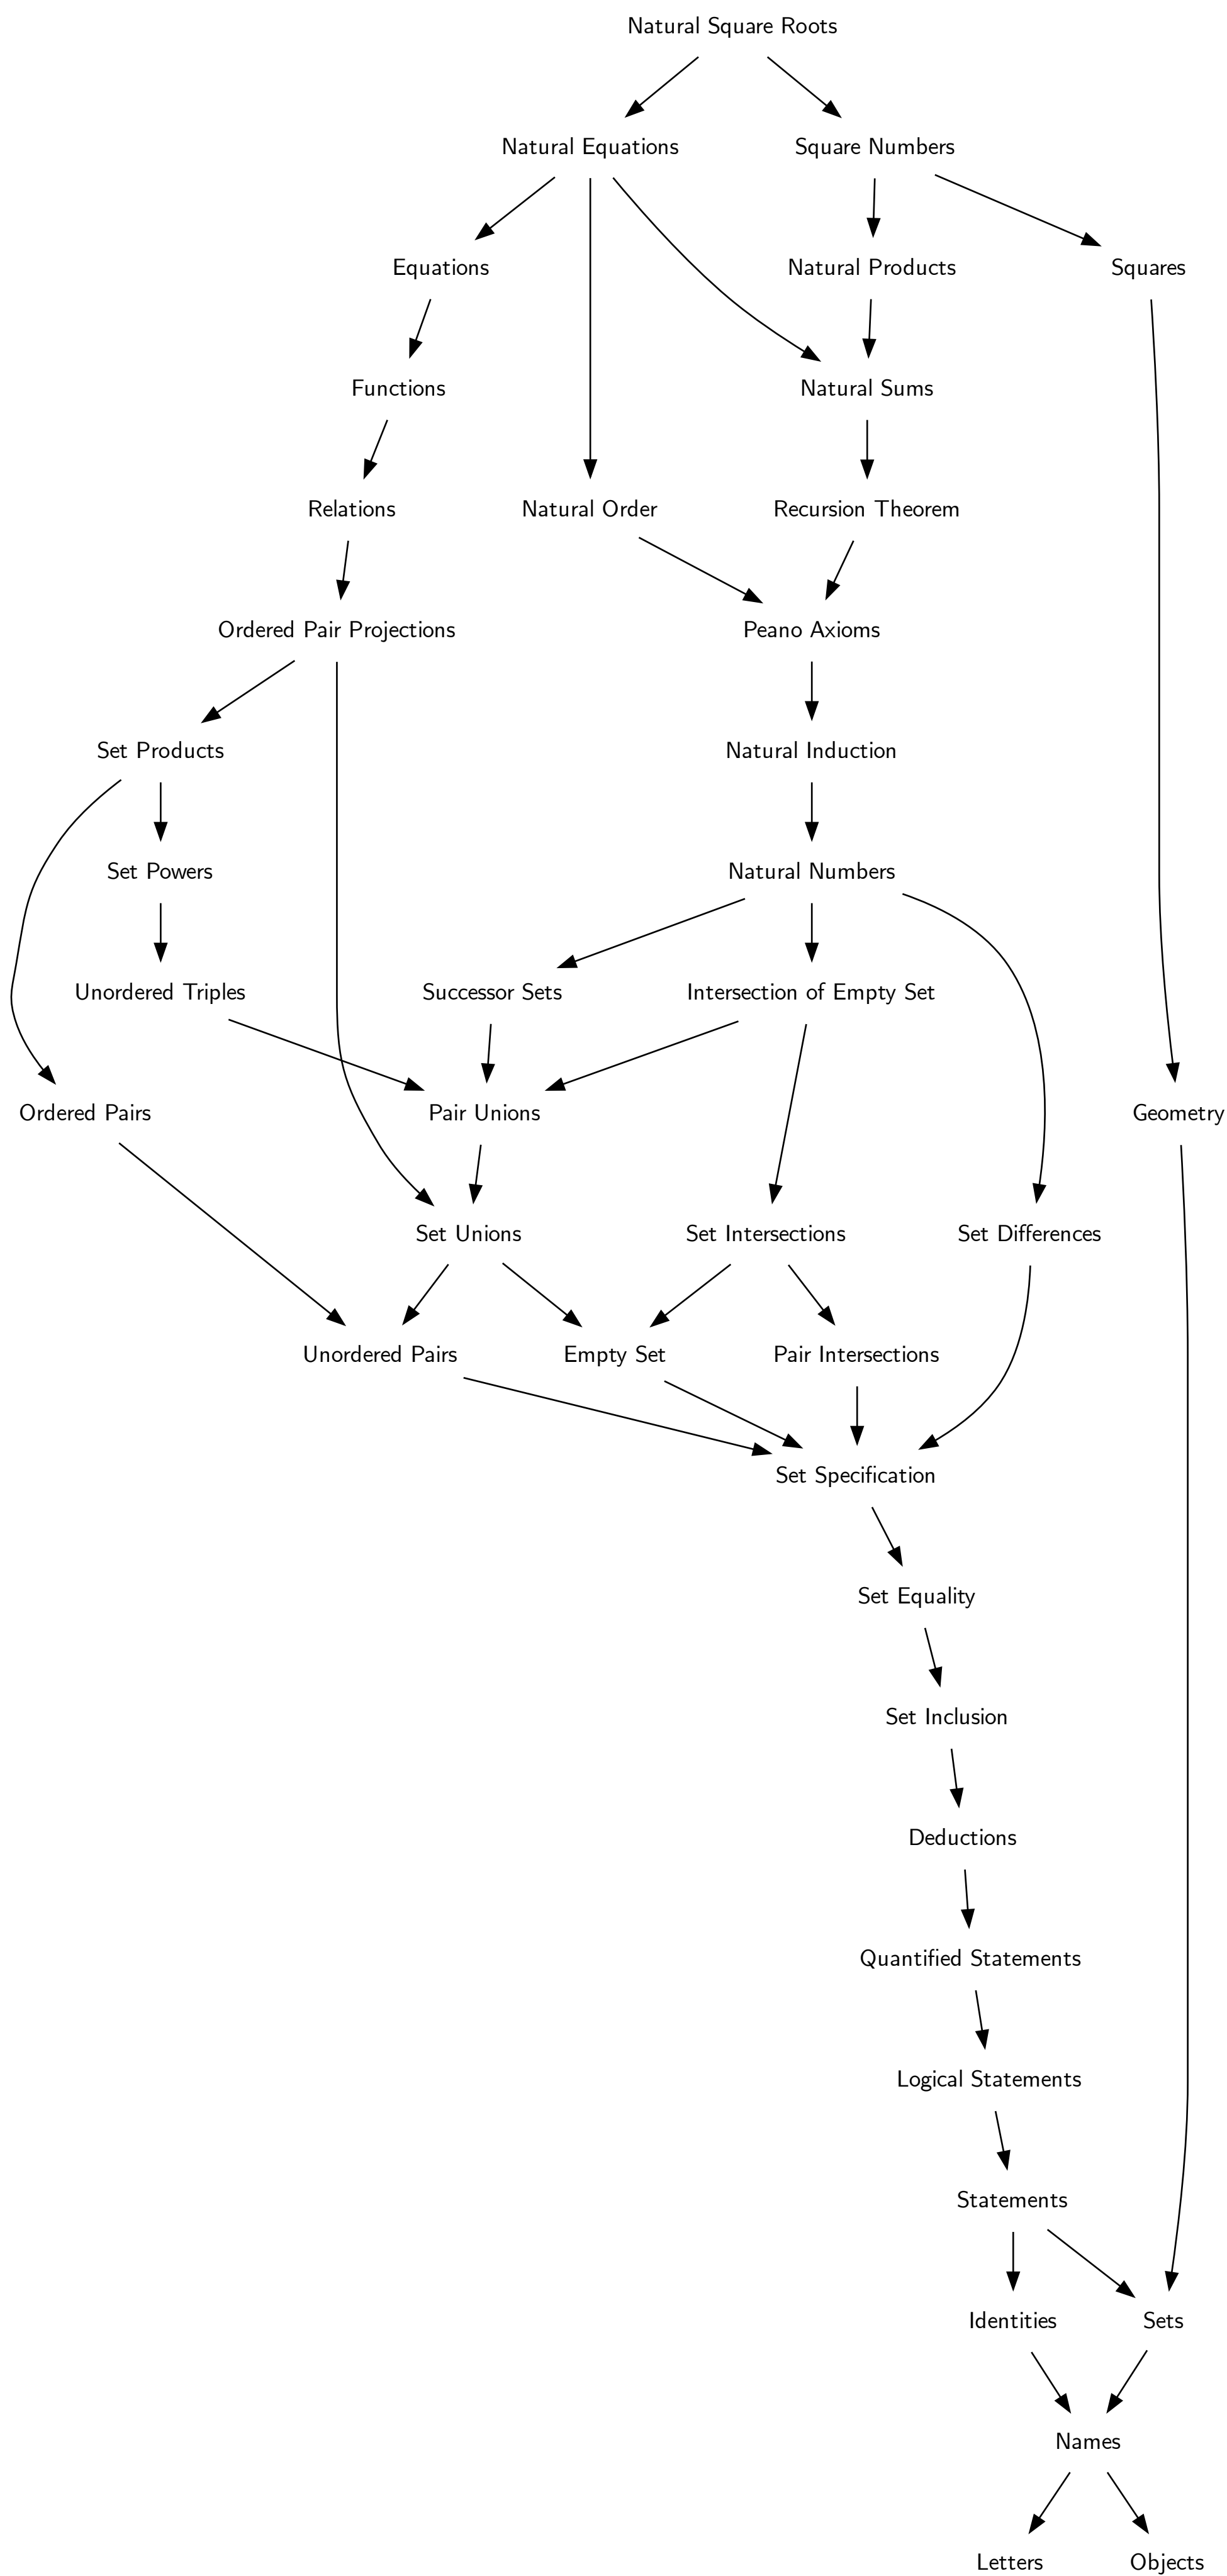 Natural Square Roots
Natural Equations
Square Numbers
Equations
Natural Products
Squares
Functions
Natural Sums
Relations
Natural Order
Recursion Theorem
Ordered Pair Projections
Peano Axioms
Set Products
Natural Induction
Set Powers
Natural Numbers
Unordered Triples
Successor Sets
Intersection of Empty Set
Ordered Pairs
Pair Unions
Geometry
Set Unions
Set Intersections
Set Differences
Unordered Pairs
Empty Set
Pair Intersections
Set Specification
Set Equality
Set Inclusion
Deductions
Quantified Statements
Logical Statements
Statements
Identities
Sets
Names
Letters
Objects